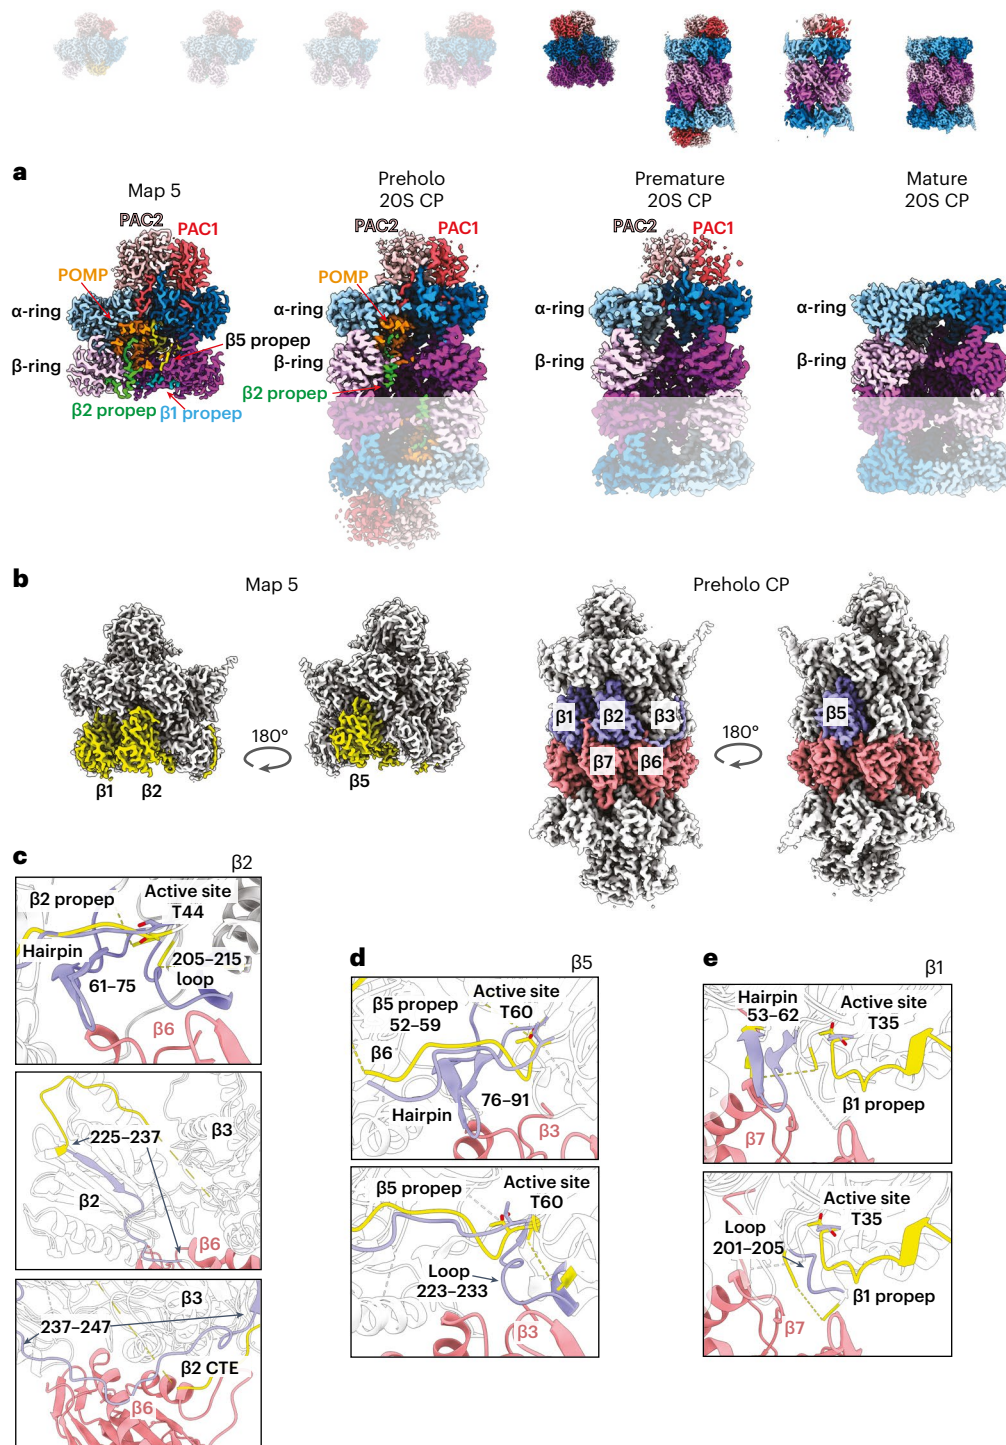 a
Map 5
Preholo
20S CP
Premature
20S CP
Mature
20S CP
PAC2
PAC1
POMP
α-ring
β-ring
β5 propep
β2 propep
β1 propep
PAC1
POMP
α-ring
β-ring
β2 propep
PAC2
PAC1
α-ring
β-ring
α-ring
β-ring
b
Map 5
Preholo CP
180°
β1
β2
β5
β1
β2
β3
β7
β6
180°
β5
c
β2
β2 propep
Active site
T44
Hairpin
61–75
205–215
loop
β6
225–237
β3
β2
β6
β3
237–247
β2 CTE
β6
d
β5
β5 propep
52–59
Active site
T60
β6
Hairpin
76–91
β3
β5 propep
Active site
T60
Loop
223–233
β3
e
β1
Hairpin
53–62
Active site
T35
β1 propep
β7
Active site
T35
Loop
201–205
β1 propep
β7